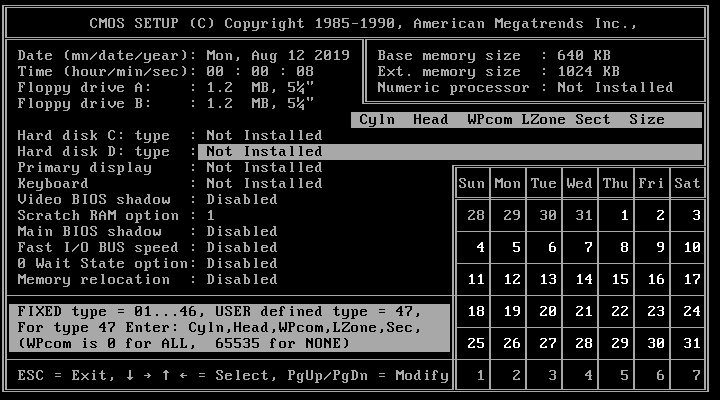 CMOS SETUP (C) Copyright 1985-1990, American Megatrends Inc.,
Date (mn/date/year): Mon, Aug 12 2019
Time (hour/min/sec): 00 : 00 : 08
Floppy drive A:     : 1.2  MB, 5¼"
Floppy drive B:     : 1.2  MB, 5¼"
Base memory size  : 640 KB
Ext. memory size  : 1024 KB
Numeric processor : Not Installed
Cyln  Head  WPcom LZone Sect  Size
Hard disk C: type  : Not Installed
Hard disk D: type  : Not Installed
Primary display    : Not Installed
Keyboard           : Not Installed
Video BIOS shadow  : Disabled
Scratch RAM option : 1
Main BIOS shadow   : Disabled
Fast I/O BUS speed : Disabled
0 Wait State option: Disabled
Memory relocation  : Disabled
Sun Mon Tue Wed Thu Fri Sat
28 29 30 31 1 2 3
4 5 6 7 8 9 10
11 12 13 14 15 16 17
18 19 20 21 22 23 24
25 26 27 28 29 30 31
1 2 3 4 5 6 7
FIXED type = 01...46, USER defined type = 47,
For type 47 Enter: Cyln,Head,WPcom,LZone,Sec,
(WPcom is 0 for ALL,  65535 for NONE)
ESC = Exit, ↓ → ↑ ← = Select, PgUp/PgDn = Modify